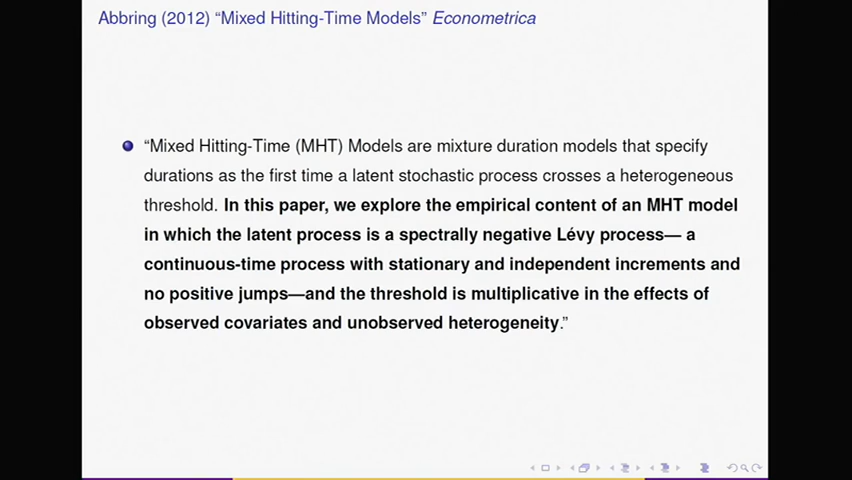 Abbring (2012) “Mixed Hitting-Time Models” Econometrica
“Mixed Hitting-Time (MHT) Models are mixture duration models that specify
durations as the first time a latent stochastic process crosses a heterogeneous
threshold. In this paper, we explore the empirical content of an MHT model
in which the latent process is a spectrally negative Lévy process— a
continuous-time process with stationary and independent increments and
no positive jumps—and the threshold is multiplicative in the effects of
observed covariates and unobserved heterogeneity.”